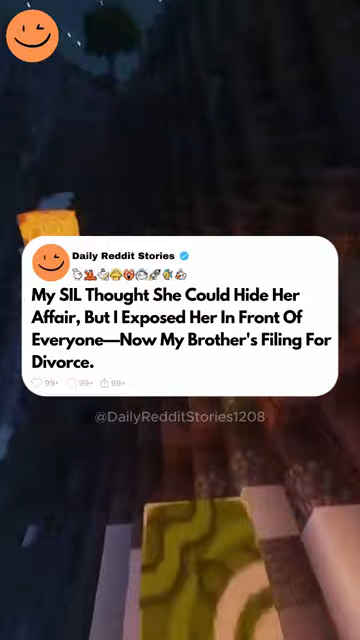 Daily Reddit Stories
My SIL Thought She Could Hide Her
Affair, But I Exposed Her In Front Of
Everyone—Now My Brother's Filing For
Divorce.
99+ 99+ 99+
@DailyRedditStories1208